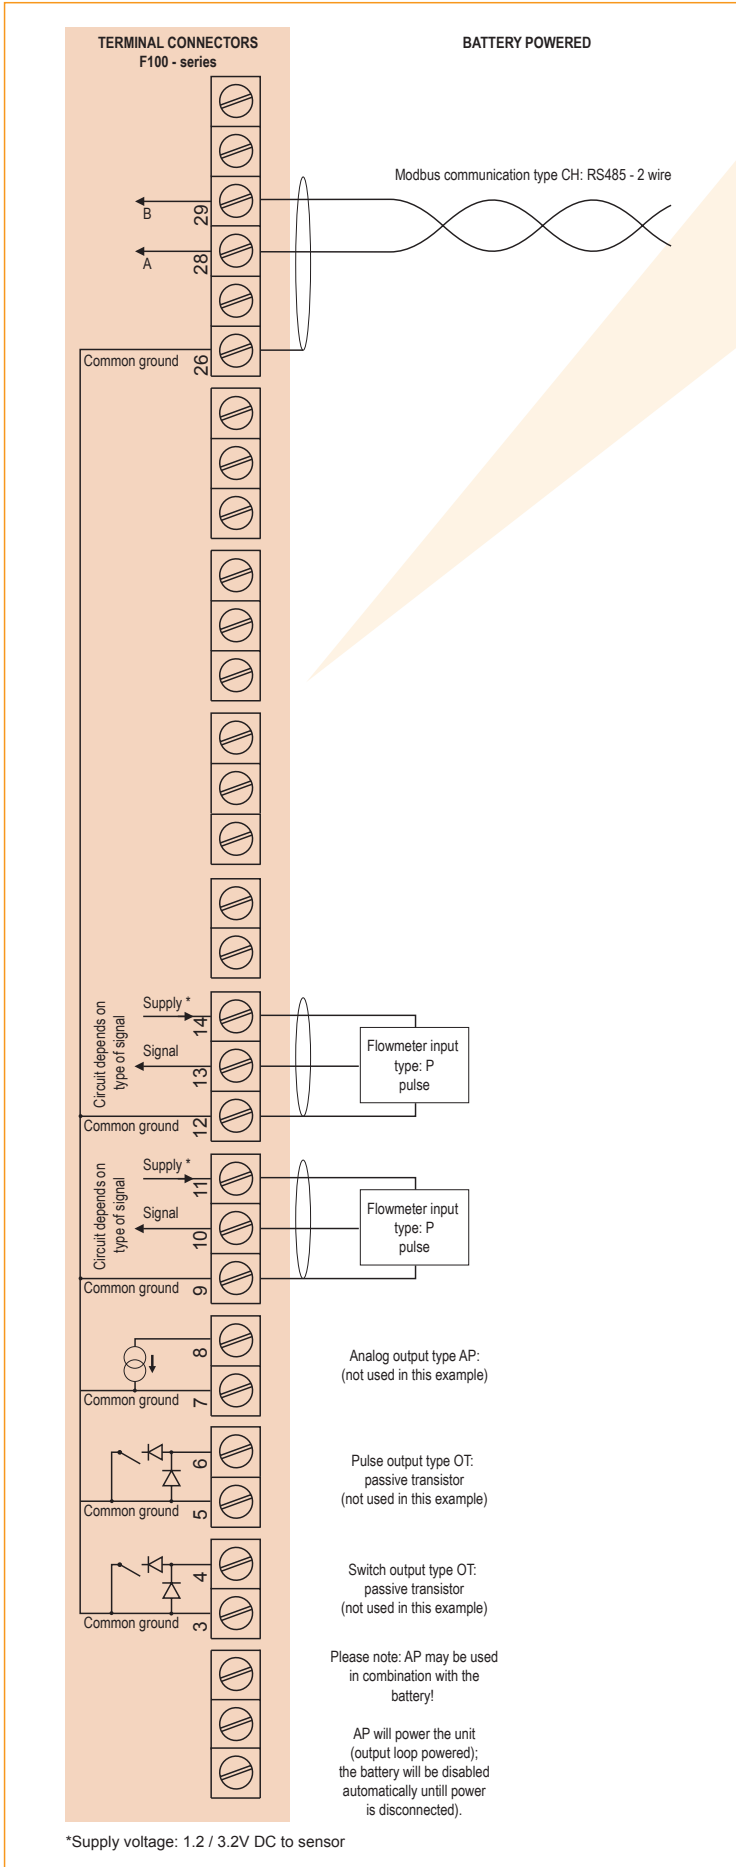 TERMINAL CONNECTORS
F100 - series
BATTERY POWERED
Modbus communication type CH: RS485 - 2 wire
B
29
A
28
Common ground
26
Circuit depends on
type of signal
Supply *
14
Signal
13
Common ground
12
Flowmeter input
type: P
pulse
Circuit depends on
type of signal
Supply *
11
Signal
10
Common ground
9
Flowmeter input
type: P
pulse
8
Common ground
7
Analog output type AP:
(not used in this example)
6
Common ground
5
Pulse output type OT:
passive transistor
(not used in this example)
4
Common ground
3
Switch output type OT:
passive transistor
(not used in this example)
Please note: AP may be used
in combination with the
battery!
AP will power the unit
(output loop powered);
the battery will be disabled
automatically untill power
is disconnected).
*Supply voltage: 1.2 / 3.2V DC to sensor